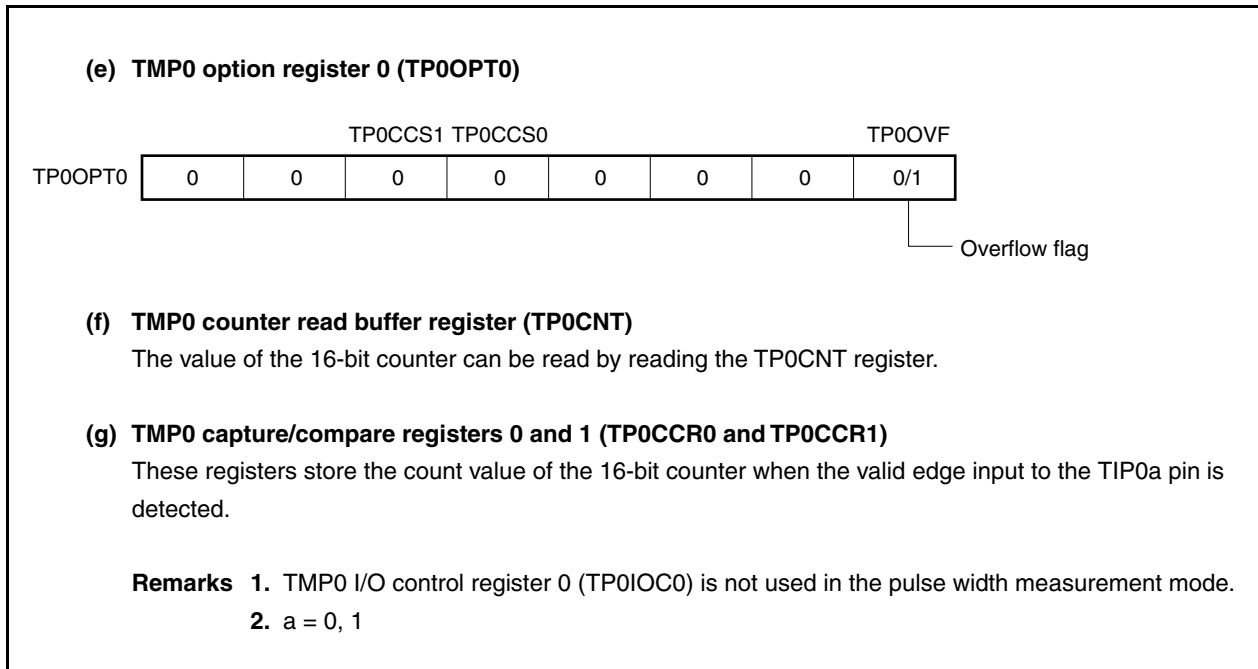 (e) TMP0 option register 0 (TP0OPT0)
TP0CCS1 TP0CCS0 TP0OVF
TP0OPT0 0 0 0 0 0 0 0 0/1
Overflow flag
(f) TMP0 counter read buffer register (TP0CNT)
The value of the 16-bit counter can be read by reading the TP0CNT register.
(g) TMP0 capture/compare registers 0 and 1 (TP0CCR0 and TP0CCR1)
These registers store the count value of the 16-bit counter when the valid edge input to the TIP0a pin is
detected.
Remarks 1. TMP0 I/O control register 0 (TP0IOC0) is not used in the pulse width measurement mode.
2. a = 0, 1